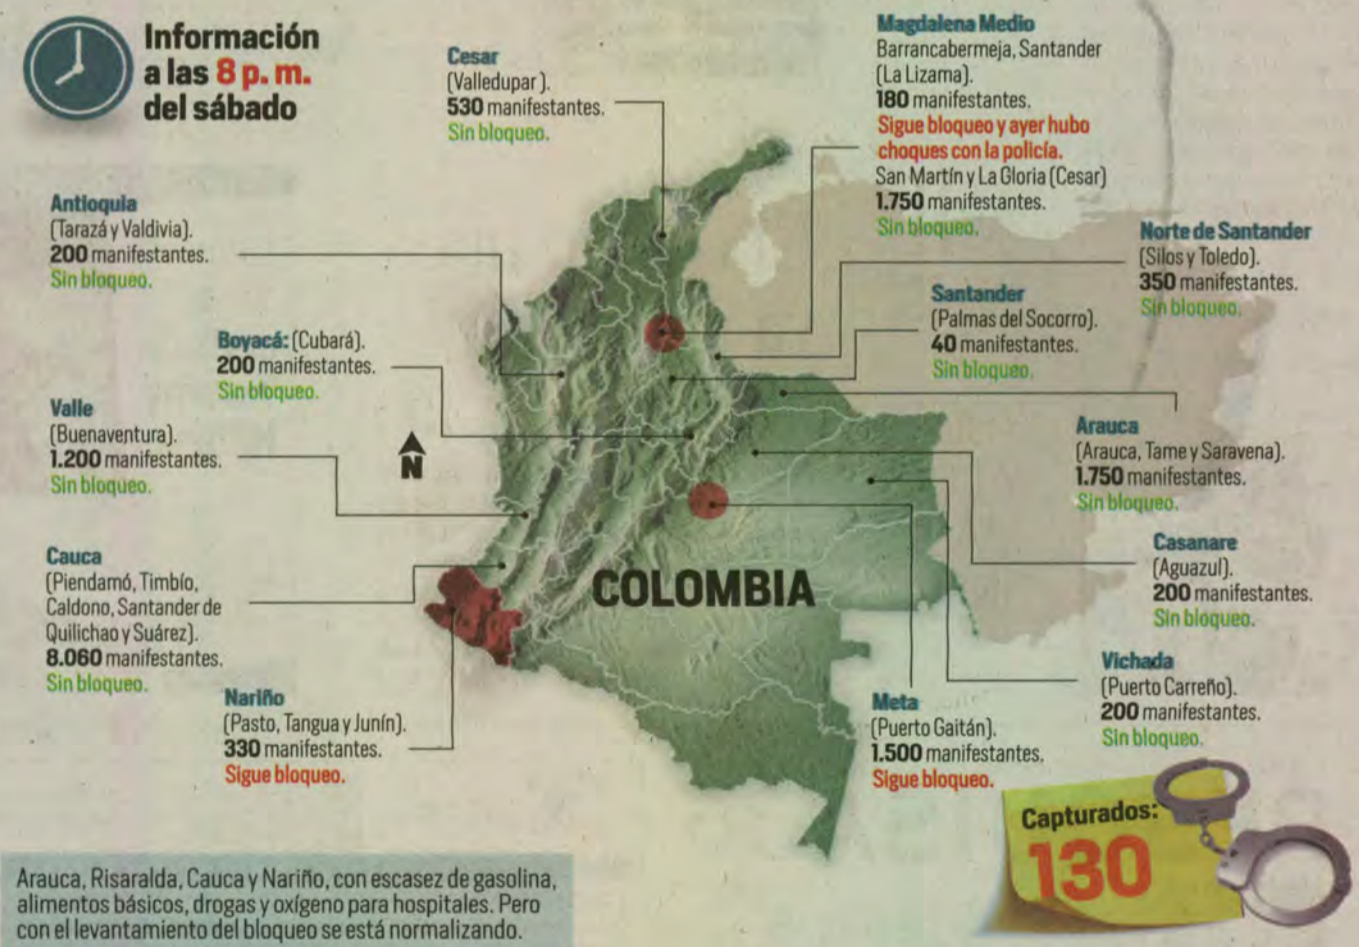 Información
a las 8 p. m.
del sábado
Cesar
(Valledupar ).
530 manifestantes.
Sin bloqueo.
Magdalena Medio
Barrancabermeja, Santander
(La Lizama).
180 manifestantes.
Sigue bloqueo y ayer hubo
choques con la policía.
San Martín y La Gloria (Cesar)
1.750 manifestantes.
Sin bloqueo.
Antioquia
(Tarazá y Valdivia).
200 manifestantes.
Sin bloqueo.
Norte de Santander
(Silos y Toledo).
350 manifestantes.
Sin bloqueo.
Santander
(Palmas del Socorro).
40 manifestantes.
Sin bloqueo.
Boyacá: (Cubará).
200 manifestantes.
Sin bloqueo.
Valle
(Buenaventura).
1.200 manifestantes.
Sin bloqueo.
N
Arauca
(Arauca, Tame y Saravena).
1.750 manifestantes.
Sin bloqueo.
Casanare
(Aguazul).
200 manifestantes.
Sin bloqueo.
Cauca
(Piendamó, Timbío,
Caldono, Santander de
Quilichao y Suárez).
8.060 manifestantes.
Sin bloqueo.
COLOMBIA
Vichada
(Puerto Carreño).
200 manifestantes.
Sin bloqueo.
Nariño
(Pasto, Tangua y Junín).
330 manifestantes.
Sigue bloqueo.
Meta
(Puerto Gaitán).
1.500 manifestantes.
Sigue bloqueo.
Capturados:
130
Arauca, Risaralda, Cauca y Nariño, con escasez de gasolina,
alimentos básicos, drogas y oxígeno para hospitales. Pero
con el levantamiento del bloqueo se está normalizando.